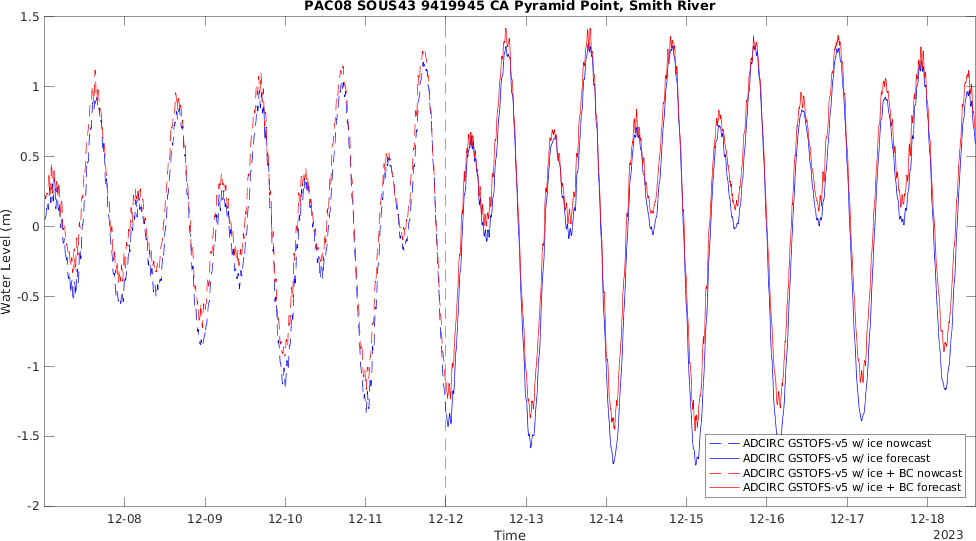 PAC08 SOUS43 9419945 CA Pyramid Point, Smith River
1.5
1
0.5
0
-0.5
-1
-1.5
-2
Water Level (m)
ADCIRC GSTOFS-v5 w/ ice nowcast
ADCIRC GSTOFS-v5 w/ ice forecast
ADCIRC GSTOFS-v5 w/ ice + BC nowcast
ADCIRC GSTOFS-v5 w/ ice + BC forecast
12-08 12-09 12-10 12-11 12-12 12-13 12-14 12-15 12-16 12-17 12-18
Time
2023